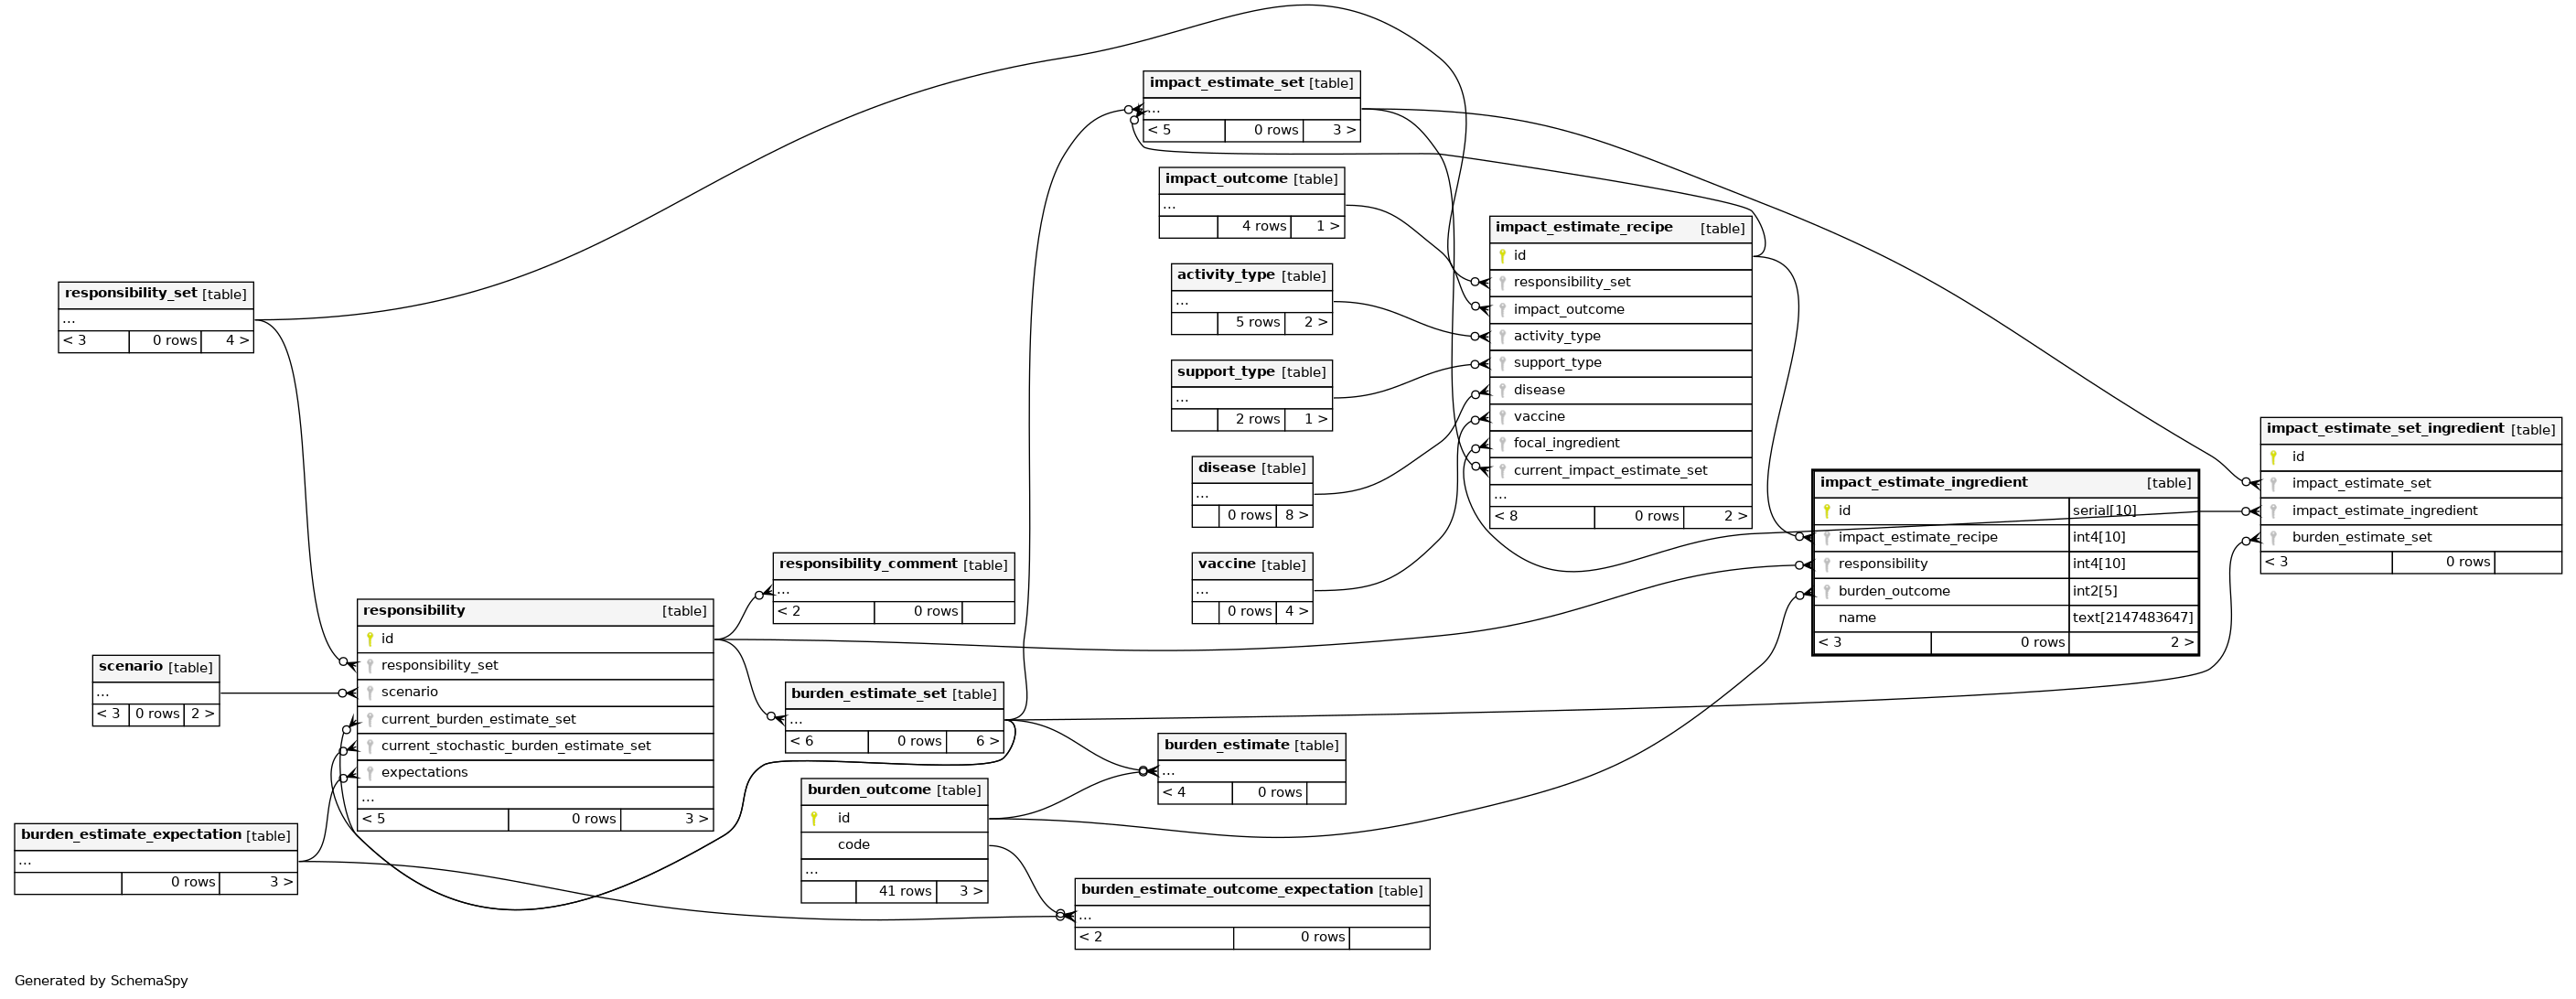 impact_estimate_set [table]
...
< 5 0 rows 3 >
impact_outcome [table]
...
4 rows 1 >
activity_type [table]
...
5 rows 2 >
support_type [table]
...
2 rows 1 >
disease [table]
...
0 rows 8 >
vaccine [table]
...
0 rows 4 >
impact_estimate_recipe [table]
id
responsibility_set
impact_outcome
activity_type
support_type
disease
vaccine
focal_ingredient
current_impact_estimate_set
...
< 8 0 rows 2 >
responsibility_set [table]
...
< 3 0 rows 4 >
impact_estimate_set_ingredient [table]
id
impact_estimate_set
impact_estimate_ingredient
burden_estimate_set
< 3 0 rows
impact_estimate_ingredient [table]
id serial[10]
impact_estimate_recipe int4[10]
responsibility int4[10]
burden_outcome int2[5]
name text[2147483647]
< 3 0 rows 2 >
responsibility_comment [table]
...
< 2 0 rows
responsibility [table]
id
responsibility_set
scenario
current_burden_estimate_set
current_stochastic_burden_estimate_set
expectations
...
< 5 0 rows 3 >
scenario [table]
...
< 3 0 rows 2 >
burden_estimate_set [table]
...
< 6 0 rows 6 >
burden_estimate [table]
...
< 4 0 rows
burden_outcome [table]
id
code
...
41 rows 3 >
burden_estimate_expectation [table]
...
0 rows 3 >
burden_estimate_outcome_expectation [table]
...
< 2 0 rows
Generated by SchemaSpy